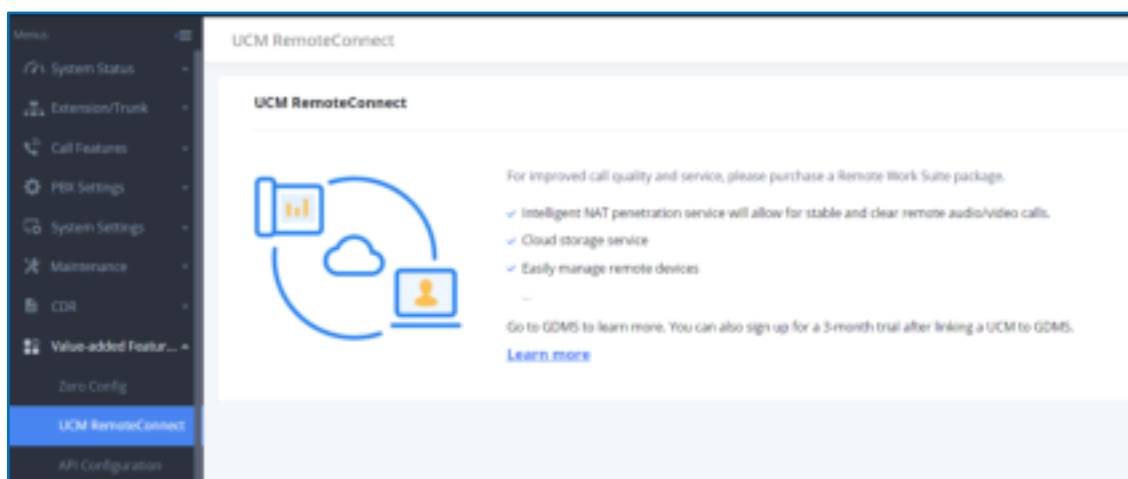 Menus
System Status
Extension/Trunk
Call Features
PBX Settings
System Settings
Maintenance
CDR
Value-added Featur...
Zero Config
UCM RemoteConnect
API Configuration
UCM RemoteConnect
UCM RemoteConnect
For improved call quality and service, please purchase a Remote Work Suite package.
Intelligent NAT penetration service will allow for stable and clear remote audio/video calls.
Cloud storage service
Easily manage remote devices
...
Go to GDMS to learn more. You can also sign up for a 3-month trial after linking a UCM to GDMS.
Learn more